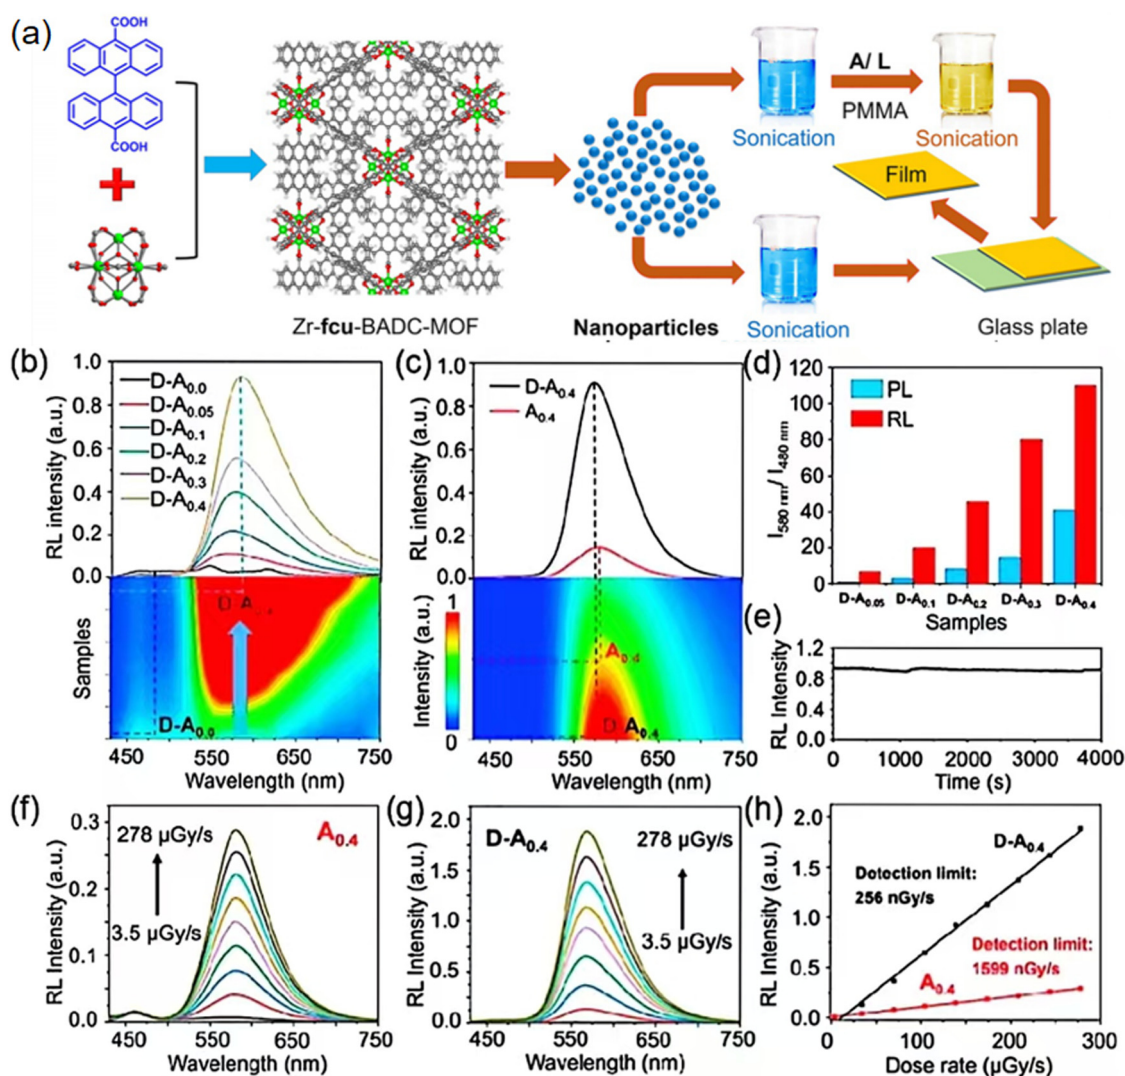 (a)
COOH
COOH
Zr-fcu-BADC-MOF
Nanoparticles
Sonication
A/ L
PMMA
Sonication
Film
Sonication
Glass plate
(b)
RL intensity (a.u.)
1.0
0.8
0.6
0.4
0.2
0.0
D-A0.0
D-A0.05
D-A0.1
D-A0.2
D-A0.3
D-A0.4
Samples
D-A0.0
450 550 650 750
Wavelength (nm)
(c)
RL intensity (a.u.)
1.0
0.8
0.6
0.4
0.2
0.0
D-A0.4
A0.4
Intensity (a.u.)
1
0
A0.4
D-A0.4
450 550 650 750
Wavelength (nm)
(d)
I580 nm/ I480 nm
120
100
80
60
40
20
0
PL
RL
D-A0.05 D-A0.1 D-A0.2 D-A0.3 D-A0.4
Samples
(e)
RL Intensity
1.2
0.8
0.4
0.0
0 1000 2000 3000 4000
Time (s)
(f)
RL Intensity (a.u.)
0.3
0.2
0.1
0.0
278 µGy/s
3.5 µGy/s
A0.4
450 550 650 750
Wavelength (nm)
(g)
RL Intensity (a.u.)
2.0
1.5
1.0
0.5
0.0
D-A0.4
278 µGy/s
3.5 µGy/s
450 550 650 750
Wavelength (nm)
(h)
RL Intensity (a.u.)
2.0
1.5
1.0
0.5
0.0
D-A0.4
Dotection limit:
256 nGy/s
Dotection limit:
1599 nGy/s
A0.4
0 100 200 300
Dose rate (µGy/s)